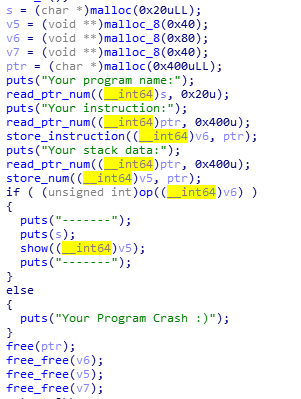 s = (char *)malloc(0x20uLL);
v5 = (void **)malloc_8(0x40);
v6 = (void **)malloc_8(0x80);
v7 = (void **)malloc_8(0x40);
ptr = (char *)malloc(0x400uLL);
puts("Your program name:");
read_ptr_num((__int64)s, 0x20u);
puts("Your instruction:");
read_ptr_num((__int64)ptr, 0x400u);
store_instruction((__int64)v6, ptr);
puts("Your stack data:");
read_ptr_num((__int64)ptr, 0x400u);
store_num((__int64)v5, ptr);
if ( (unsigned int)op((__int64)v6) )
{
puts("-------");
puts(s);
show((__int64)v5);
puts("-------");
}
else
{
puts("Your Program Crash :)");
}
free(ptr);
free_free(v6);
free_free(v5);
free_free(v7);